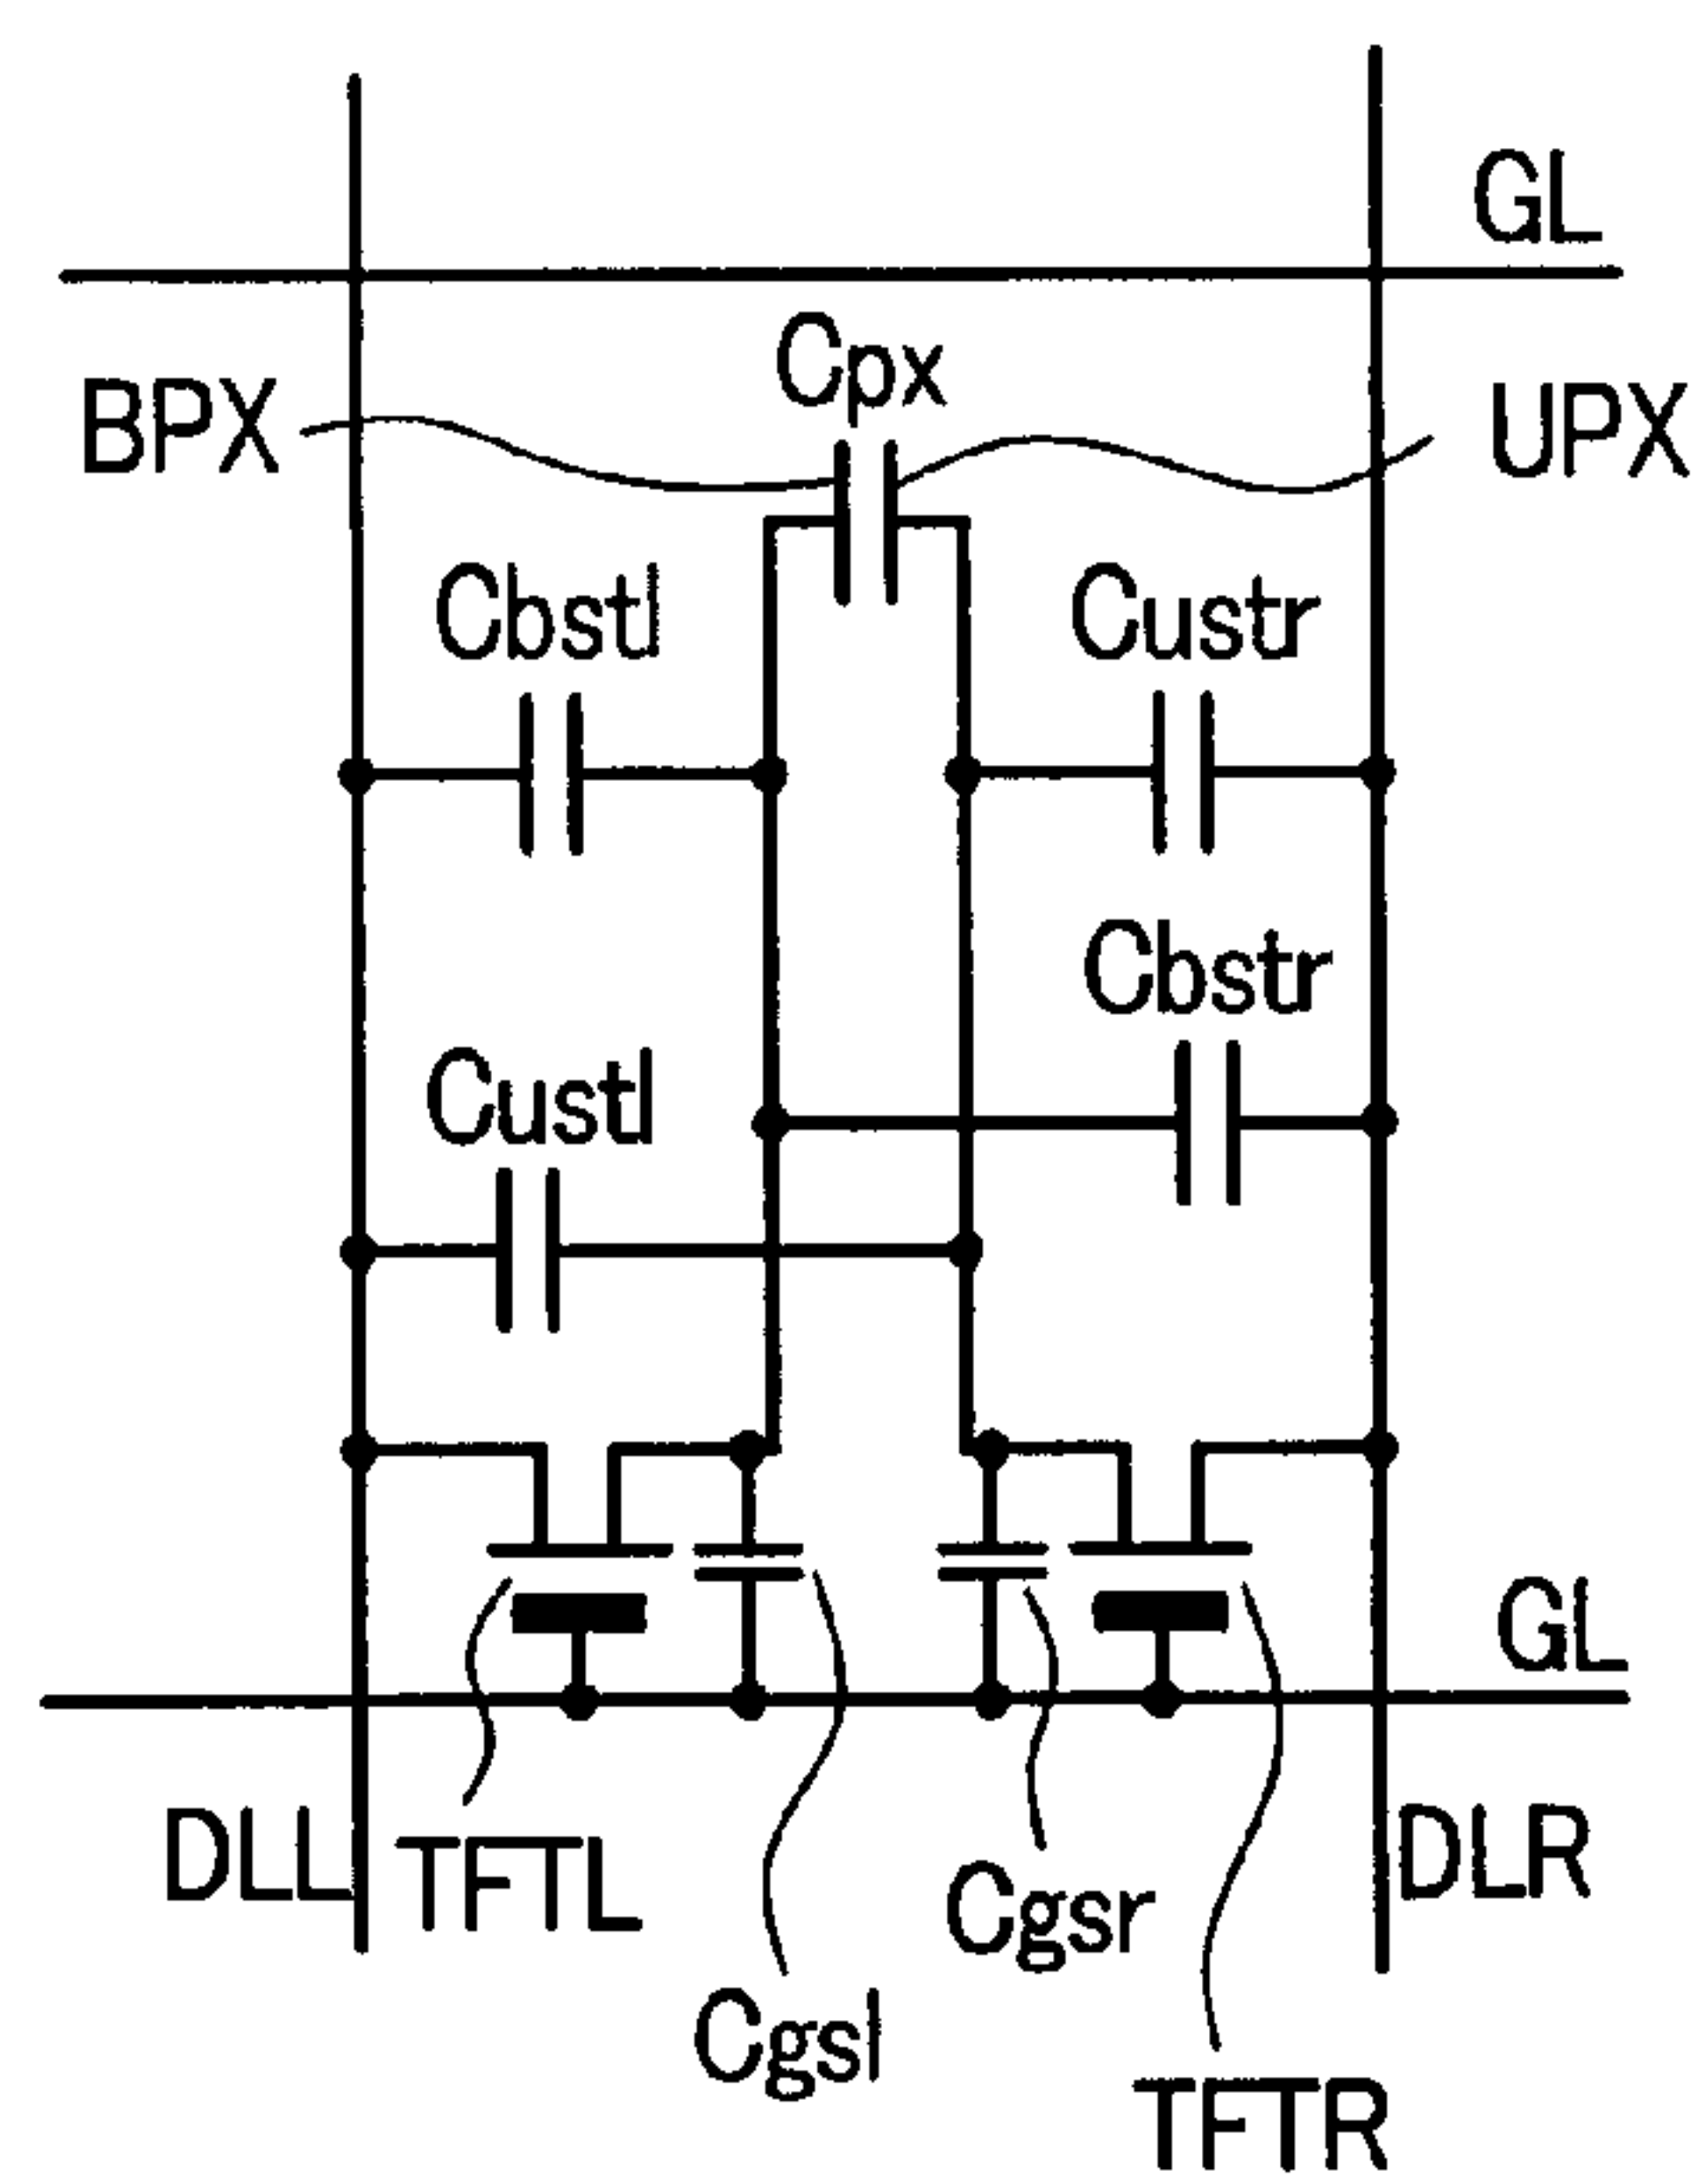 GL
Cpx
BPX
UPX
Cbstl
Custr
Cbstr
Custl
GL
DLL
TFTL
DLR
Cgsr
Cgsl
TFTR